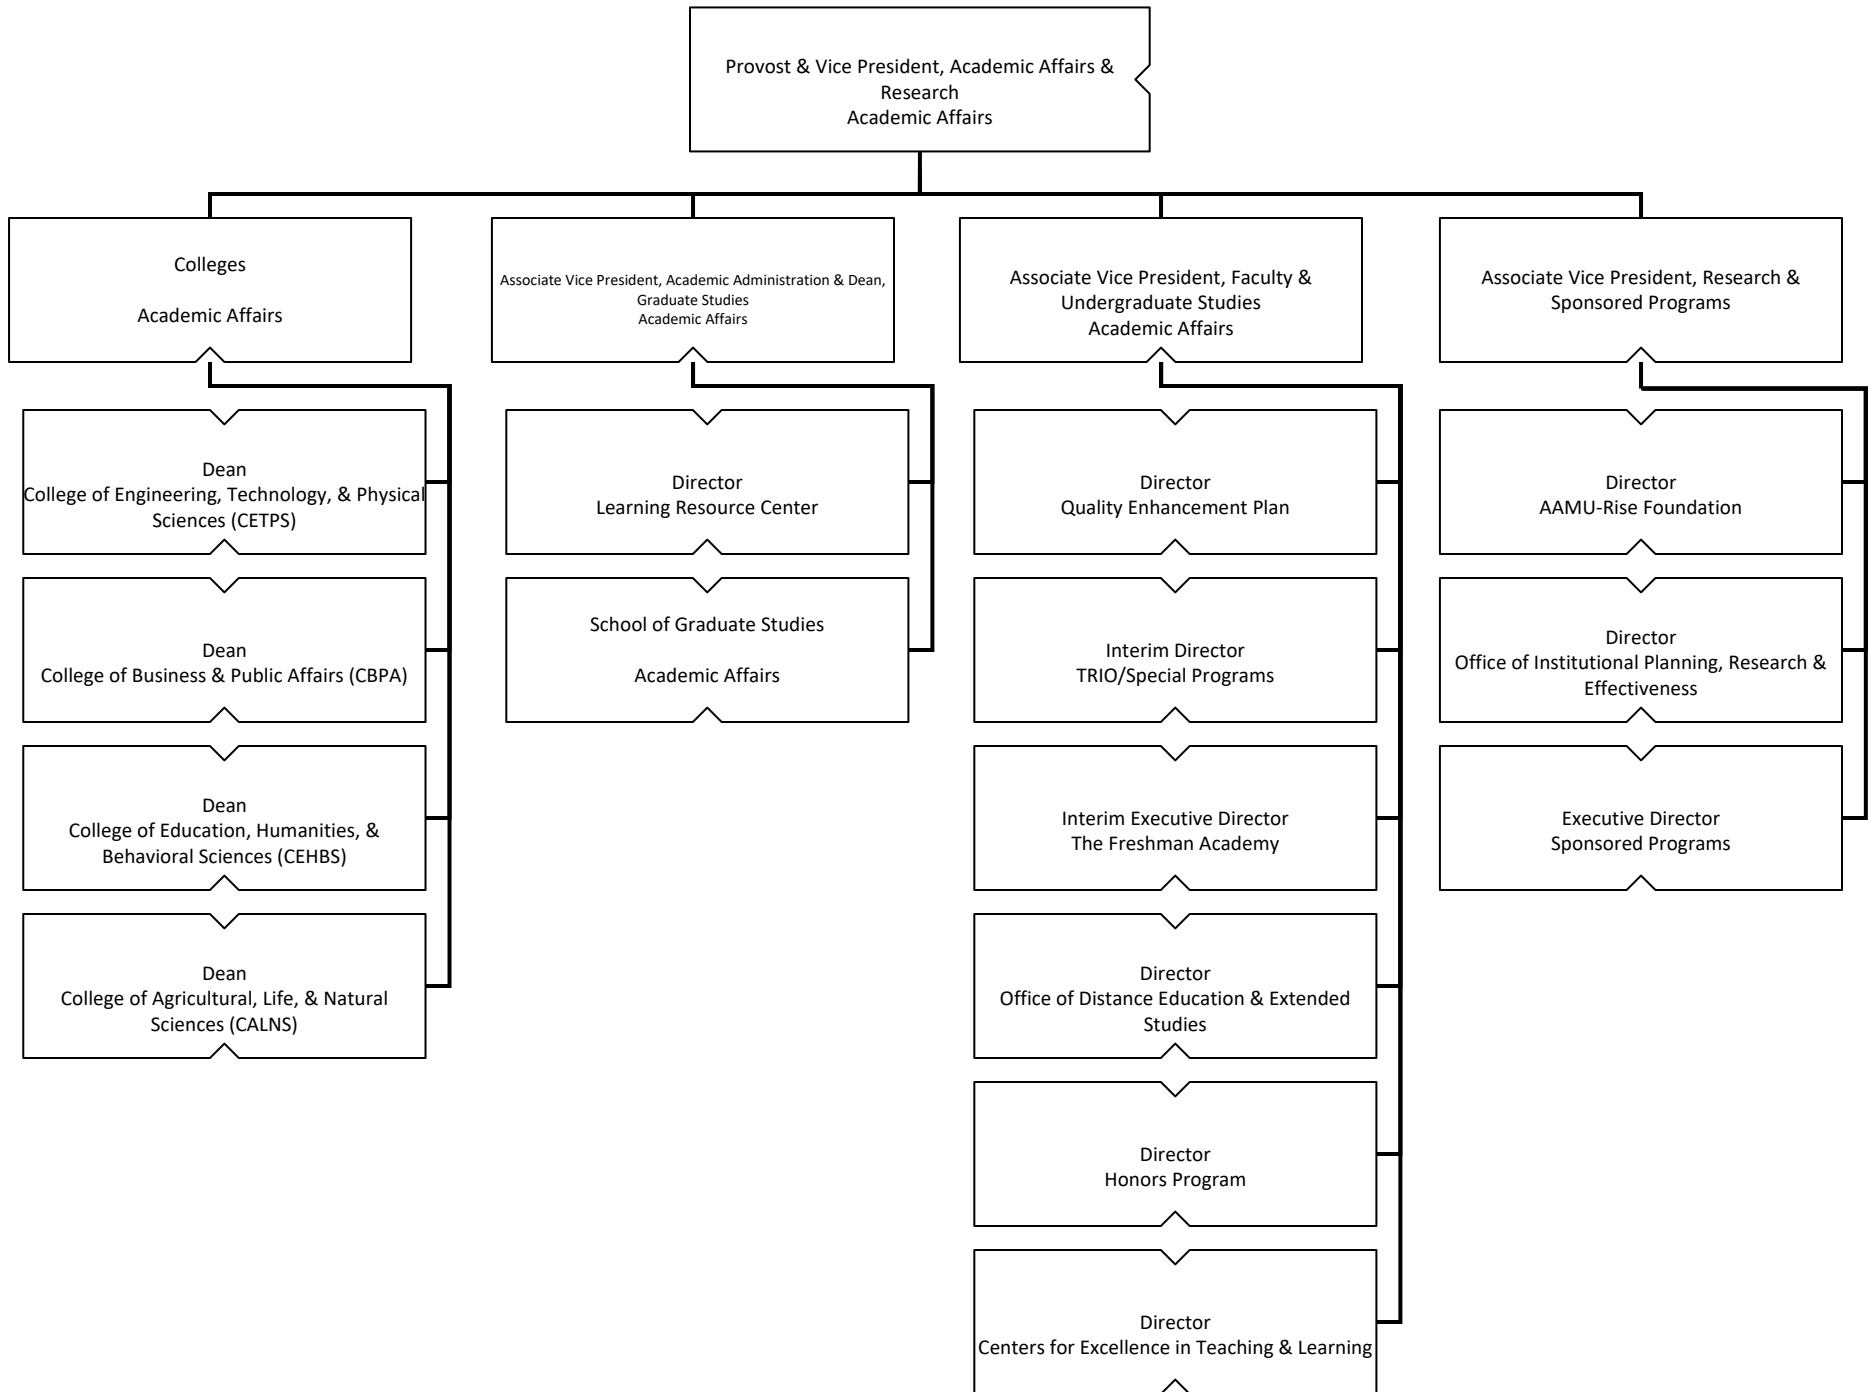 Provost & Vice President, Academic Affairs &
Research
Academic Affairs
Colleges
Academic Affairs
Associate Vice President, Academic Administration & Dean,
Graduate Studies
Academic Affairs
Associate Vice President, Faculty &
Undergraduate Studies
Academic Affairs
Associate Vice President, Research &
Sponsored Programs
Dean
College of Engineering, Technology, & Physical
Sciences (CETPS)
Dean
College of Business & Public Affairs (CBPA)
Dean
College of Education, Humanities, &
Behavioral Sciences (CEHBS)
Dean
College of Agricultural, Life, & Natural
Sciences (CALNS)
Director
Learning Resource Center
School of Graduate Studies
Academic Affairs
Director
Quality Enhancement Plan
Interim Director
TRIO/Special Programs
Interim Executive Director
The Freshman Academy
Director
Office of Distance Education & Extended
Studies
Director
Honors Program
Director
Centers for Excellence in Teaching & Learning
Director
AAMU-Rise Foundation
Director
Office of Institutional Planning, Research &
Effectiveness
Executive Director
Sponsored Programs